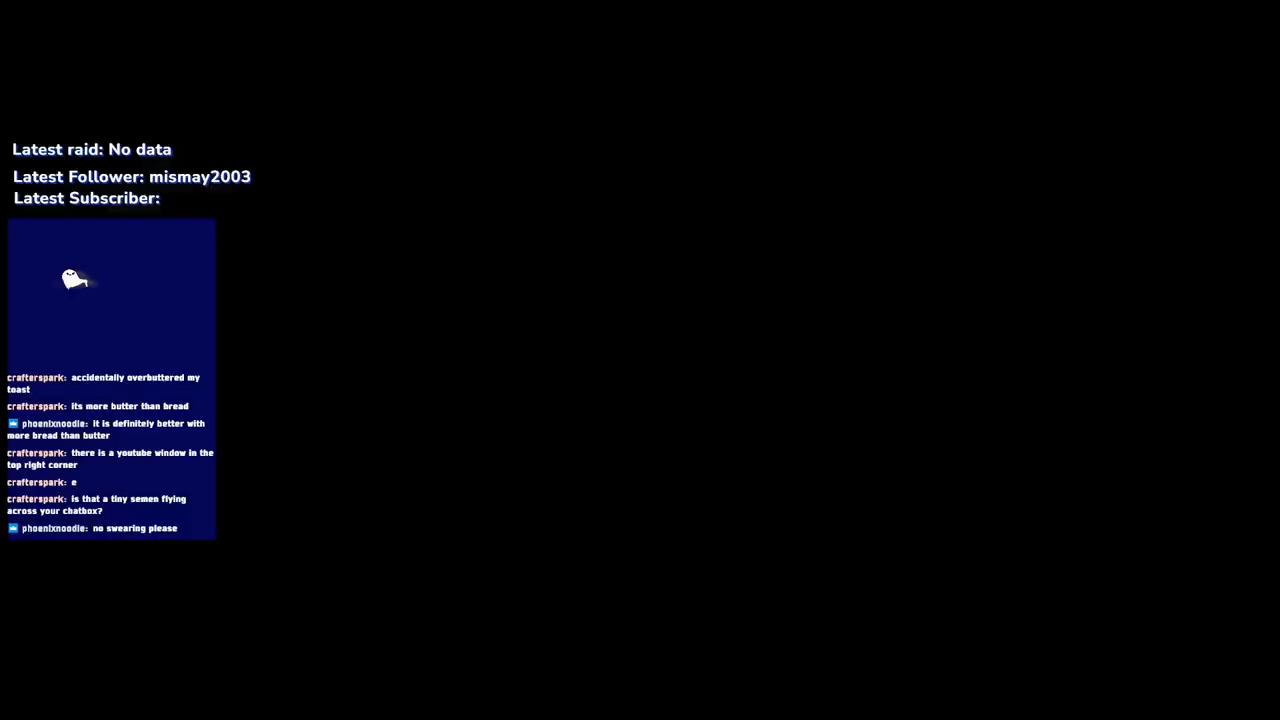 Latest raid: No data
Latest Follower: mismay2003
Latest Subscriber:
crafterspark: accidentally overbuttered my
toast
crafterspark: its more butter than bread
phoenixnoodle: it is definitely better with
more bread than butter
crafterspark: there is a youtube window in the
top right corner
crafterspark: e
crafterspark: is that a tiny semen flying
across your chatbox?
phoenixnoodle: no swearing please